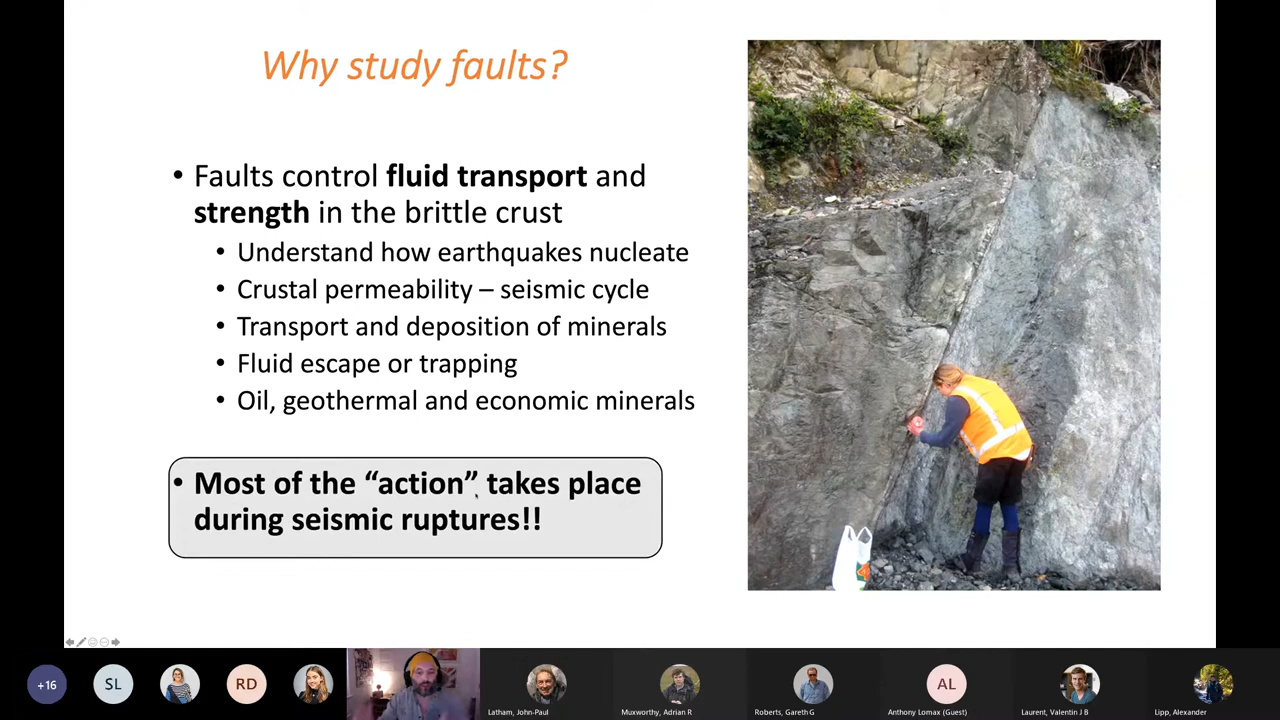 Why study faults?
• Faults control fluid transport and
strength in the brittle crust
• Understand how earthquakes nucleate
• Crustal permeability – seismic cycle
• Transport and deposition of minerals
• Fluid escape or trapping
• Oil, geothermal and economic minerals
• Most of the “action” takes place
during seismic ruptures!!
+16
SL
RD
AL
Latham, John-Paul
Muxworthy, Adrian R
Roberts, Gareth G
Anthony Lomax (Guest)
Laurent, Valentin J B
Lipp, Alexander